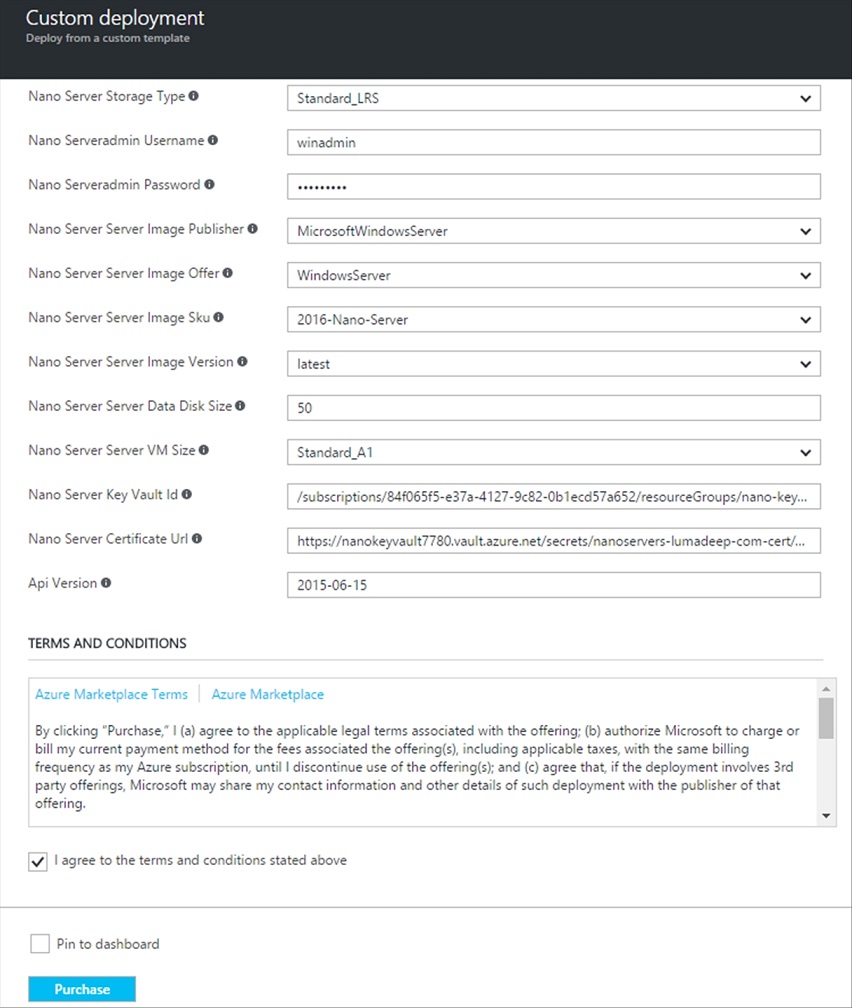 Custom deployment
Deploy from a custom template
Nano Server Storage Type
Standard_LRS
Nano Serveradmin Username
winadmin
Nano Serveradmin Password
•••••••••
Nano Server Server Image Publisher
MicrosoftWindowsServer
Nano Server Server Image Offer
WindowsServer
Nano Server Server Image Sku
2016-Nano-Server
Nano Server Server Image Version
latest
Nano Server Server Data Disk Size
50
Nano Server Server VM Size
Standard_A1
Nano Server Key Vault Id
/subscriptions/84f065f5-e37a-4127-9c82-0b1ecd57a652/resourceGroups/nano-key...
Nano Server Certificate Url
https://nanokeyvault7780.vault.azure.net/secrets/nanoservers-lumadeep-com-cert/...
Api Version
2015-06-15
TERMS AND CONDITIONS
Azure Marketplace Terms | Azure Marketplace
By clicking "Purchase," I (a) agree to the applicable legal terms associated with the offering; (b) authorize Microsoft to charge or
bill my current payment method for the fees associated the offering(s), including applicable taxes, with the same billing
frequency as my Azure subscription, until I discontinue use of the offering(s); and (c) agree that, if the deployment involves 3rd
party offerings, Microsoft may share my contact information and other details of such deployment with the publisher of that
offering.
I agree to the terms and conditions stated above
Pin to dashboard
Purchase